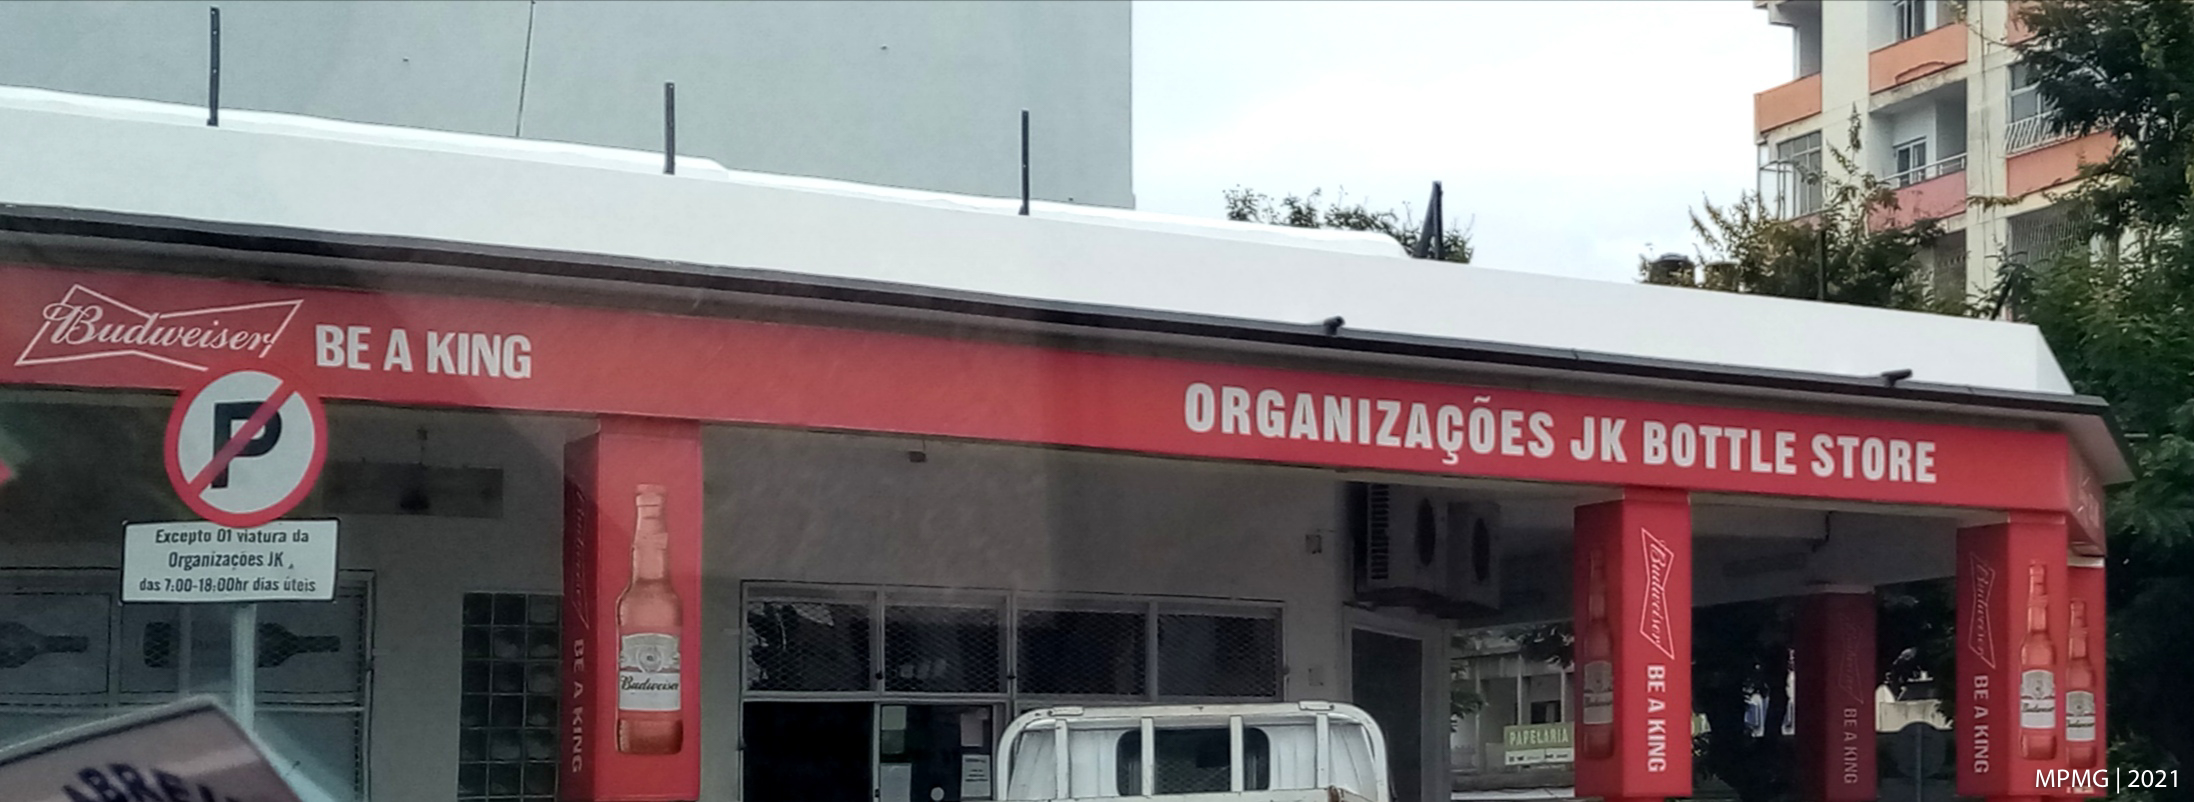 Budweiser
BE A KING
ORGANIZAÇÕES JK BOTTLE STORE
P
Excepto 01 viatura da
Organizações JK
das 7:00-18:00hr dias úteis
BE A KING
Budweiser
Budweiser
BE A KING
BE A KING
Budweiser
BE A KING
Budweiser
PAPELARIA
MPMG | 2021